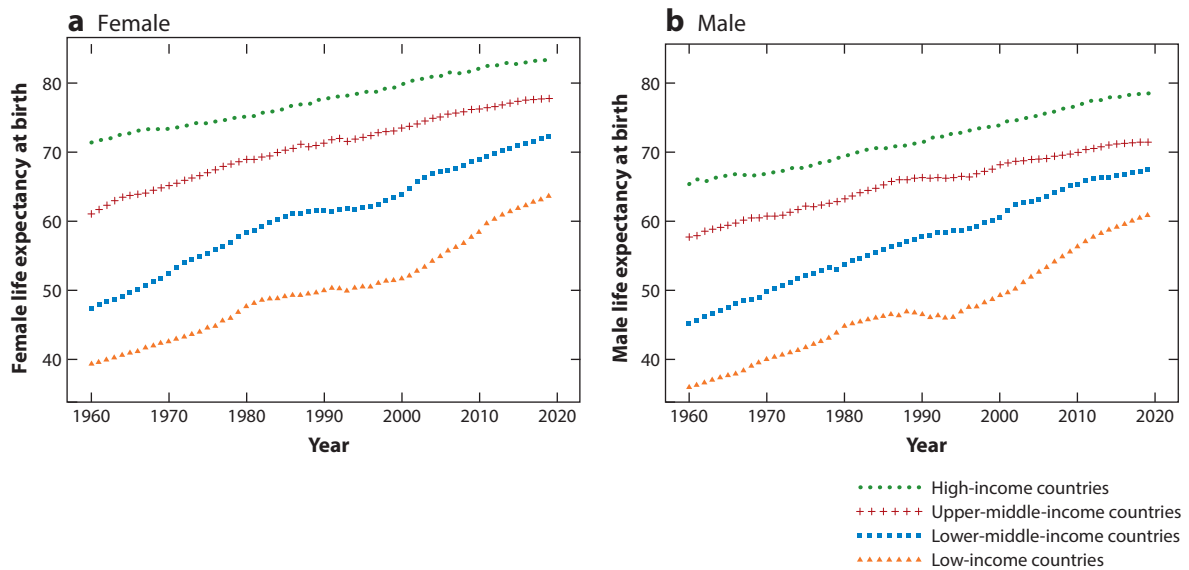 a Female
Female life expectancy at birth
80
70
60
50
40
1960 1970 1980 1990 2000 2010 2020
Year
b Male
Male life expectancy at birth
80
70
60
50
40
1960 1970 1980 1990 2000 2010 2020
Year
High-income countries
Upper-middle-income countries
Lower-middle-income countries
Low-income countries